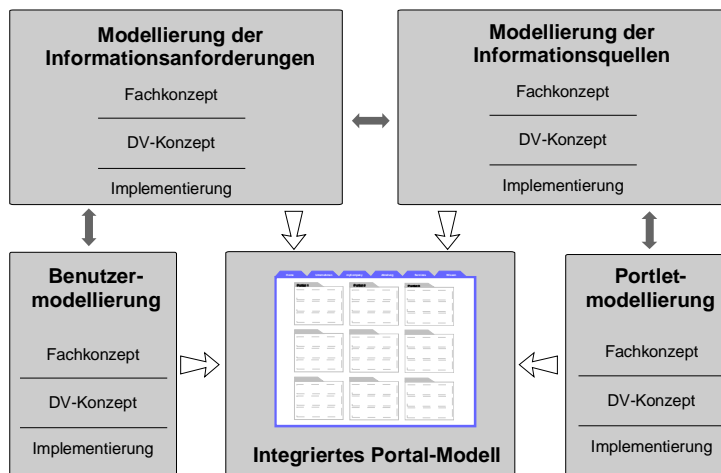 Modellierung der
Informationsanforderungen
Fachkonzept
DV-Konzept
Implementierung
Modellierung der
Informationsquellen
Fachkonzept
DV-Konzept
Implementierung
Benutzer-
modellierung
Fachkonzept
DV-Konzept
Implementierung
Integriertes Portal-Modell
Portlet-
modellierung
Fachkonzept
DV-Konzept
Implementierung